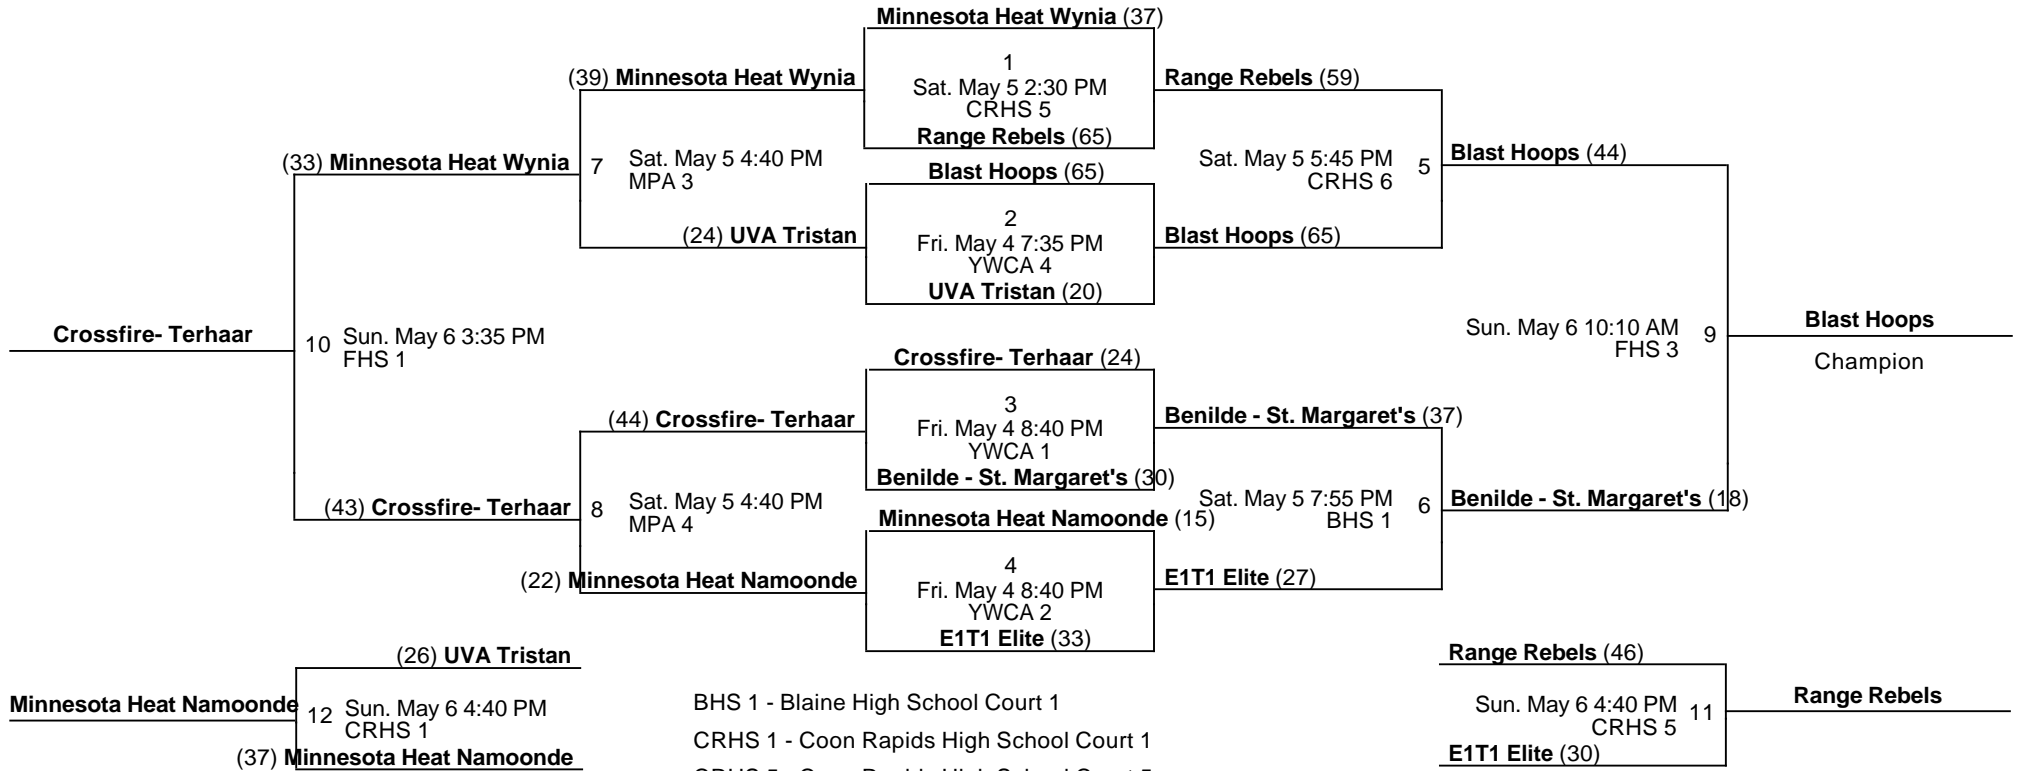 Minnesota Heat Wynia (37)
1
Sat. May 5 2:30 PM
CRHS 5
Range Rebels (65)
(39) Minnesota Heat Wynia
Range Rebels (59)
(33) Minnesota Heat Wynia
7
Sat. May 5 4:40 PM
MPA 3
Sat. May 5 5:45 PM
CRHS 6
5
Blast Hoops (44)
Blast Hoops (65)
2
Fri. May 4 7:35 PM
YWCA 4
UVA Tristan (20)
(24) UVA Tristan
Blast Hoops (65)
Crossfire- Terhaar
10
Sun. May 6 3:35 PM
FHS 1
Sun. May 6 10:10 AM
FHS 3
9
Blast Hoops
Champion
Crossfire- Terhaar (24)
3
Fri. May 4 8:40 PM
YWCA 1
Benilde - St. Margaret's (30)
(44) Crossfire- Terhaar
Benilde - St. Margaret's (37)
(43) Crossfire- Terhaar
8
Sat. May 5 4:40 PM
MPA 4
Sat. May 5 7:55 PM
BHS 1
6
Benilde - St. Margaret's (18)
Minnesota Heat Namoonde (15)
4
Fri. May 4 8:40 PM
YWCA 2
E1T1 Elite (33)
(22) Minnesota Heat Namoonde
E1T1 Elite (27)
(26) UVA Tristan
Minnesota Heat Namoonde
12
Sun. May 6 4:40 PM
CRHS 1
(37) Minnesota Heat Namoonde
BHS 1 - Blaine High School Court 1
CRHS 1 - Coon Rapids High School Court 1
CRHS 5 - Coon Rapids High School Court 5
Range Rebels (46)
Sun. May 6 4:40 PM
CRHS 5
11
Range Rebels
E1T1 Elite (30)